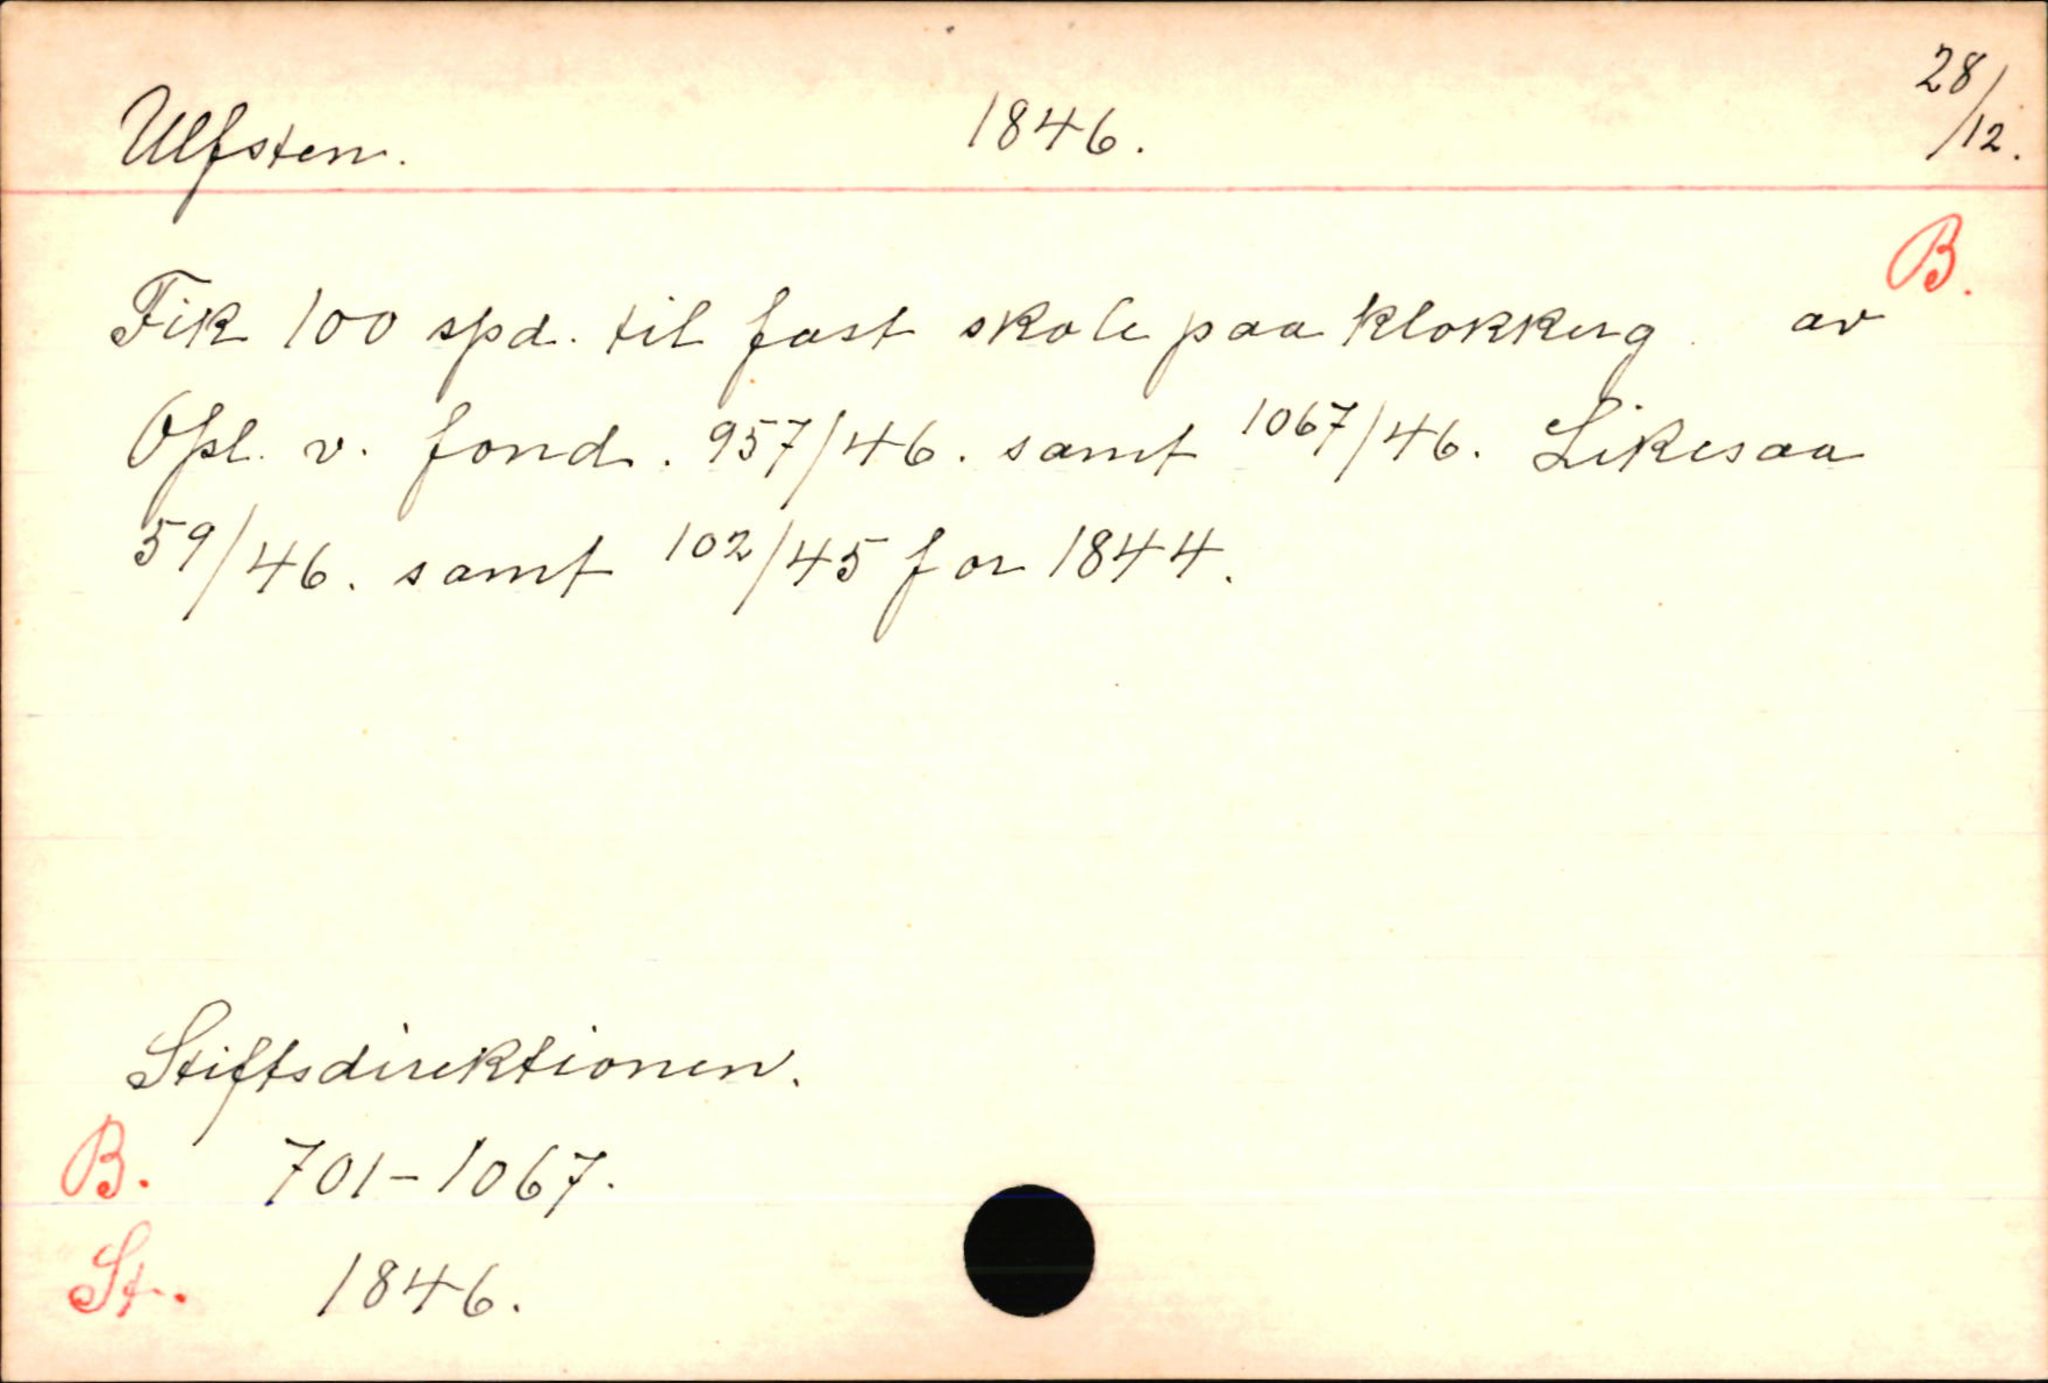 Ulfsten. 1846. 28/12.
B.
Fik 100 spd. til fast skole paa klokkerg. av
Opl. v. fond. 957/46. samt 1067/46. Likesaa
59/46. samt 102/45 for 1844.
Stiftsdirektionen.
B. 701-1067.
St. 1846.